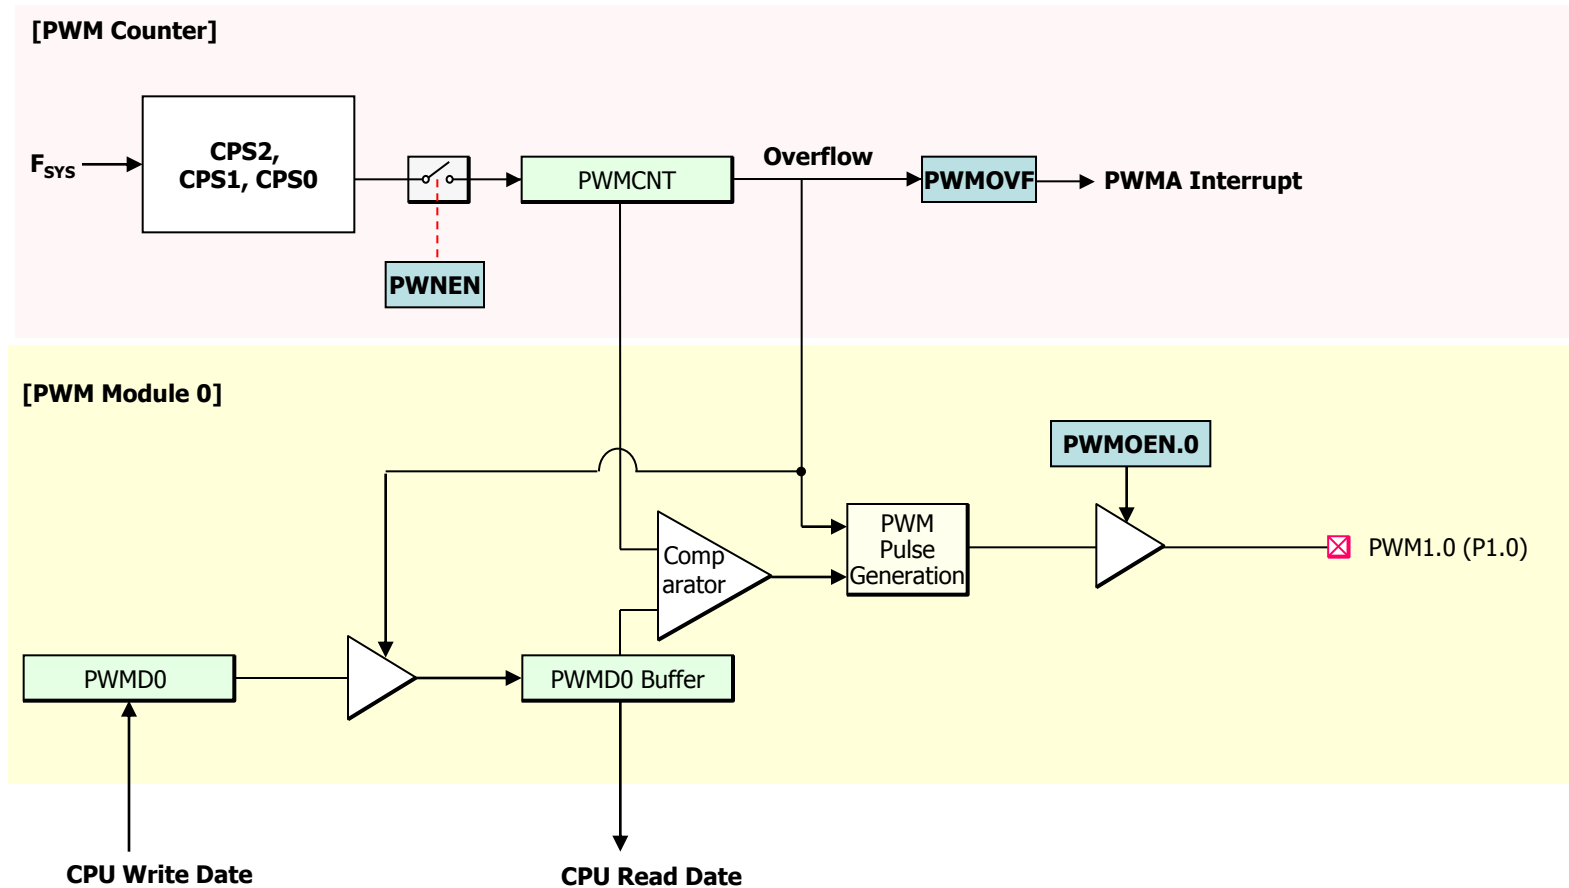 [PWM Counter]
F_SYS
CPS2,
CPS1, CPS0
PWMCNT
Overflow
PWMOVF
PWMA Interrupt
PWNEN
[PWM Module 0]
PWMOEN.0
Comp
arator
PWM
Pulse
Generation
PWM1.0 (P1.0)
PWMD0
PWMD0 Buffer
CPU Write Date
CPU Read Date